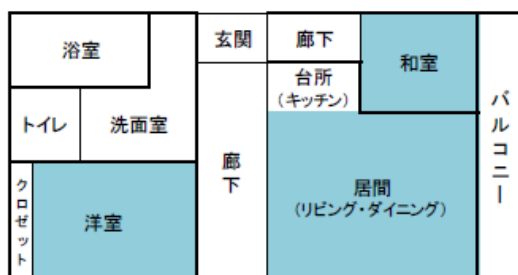 浴室
玄関
廊下
和室
台所
(キッチン)
バルコニー
トイレ
洗面室
廊下
居間
(リビング・ダイニング)
クロゼット
洋室